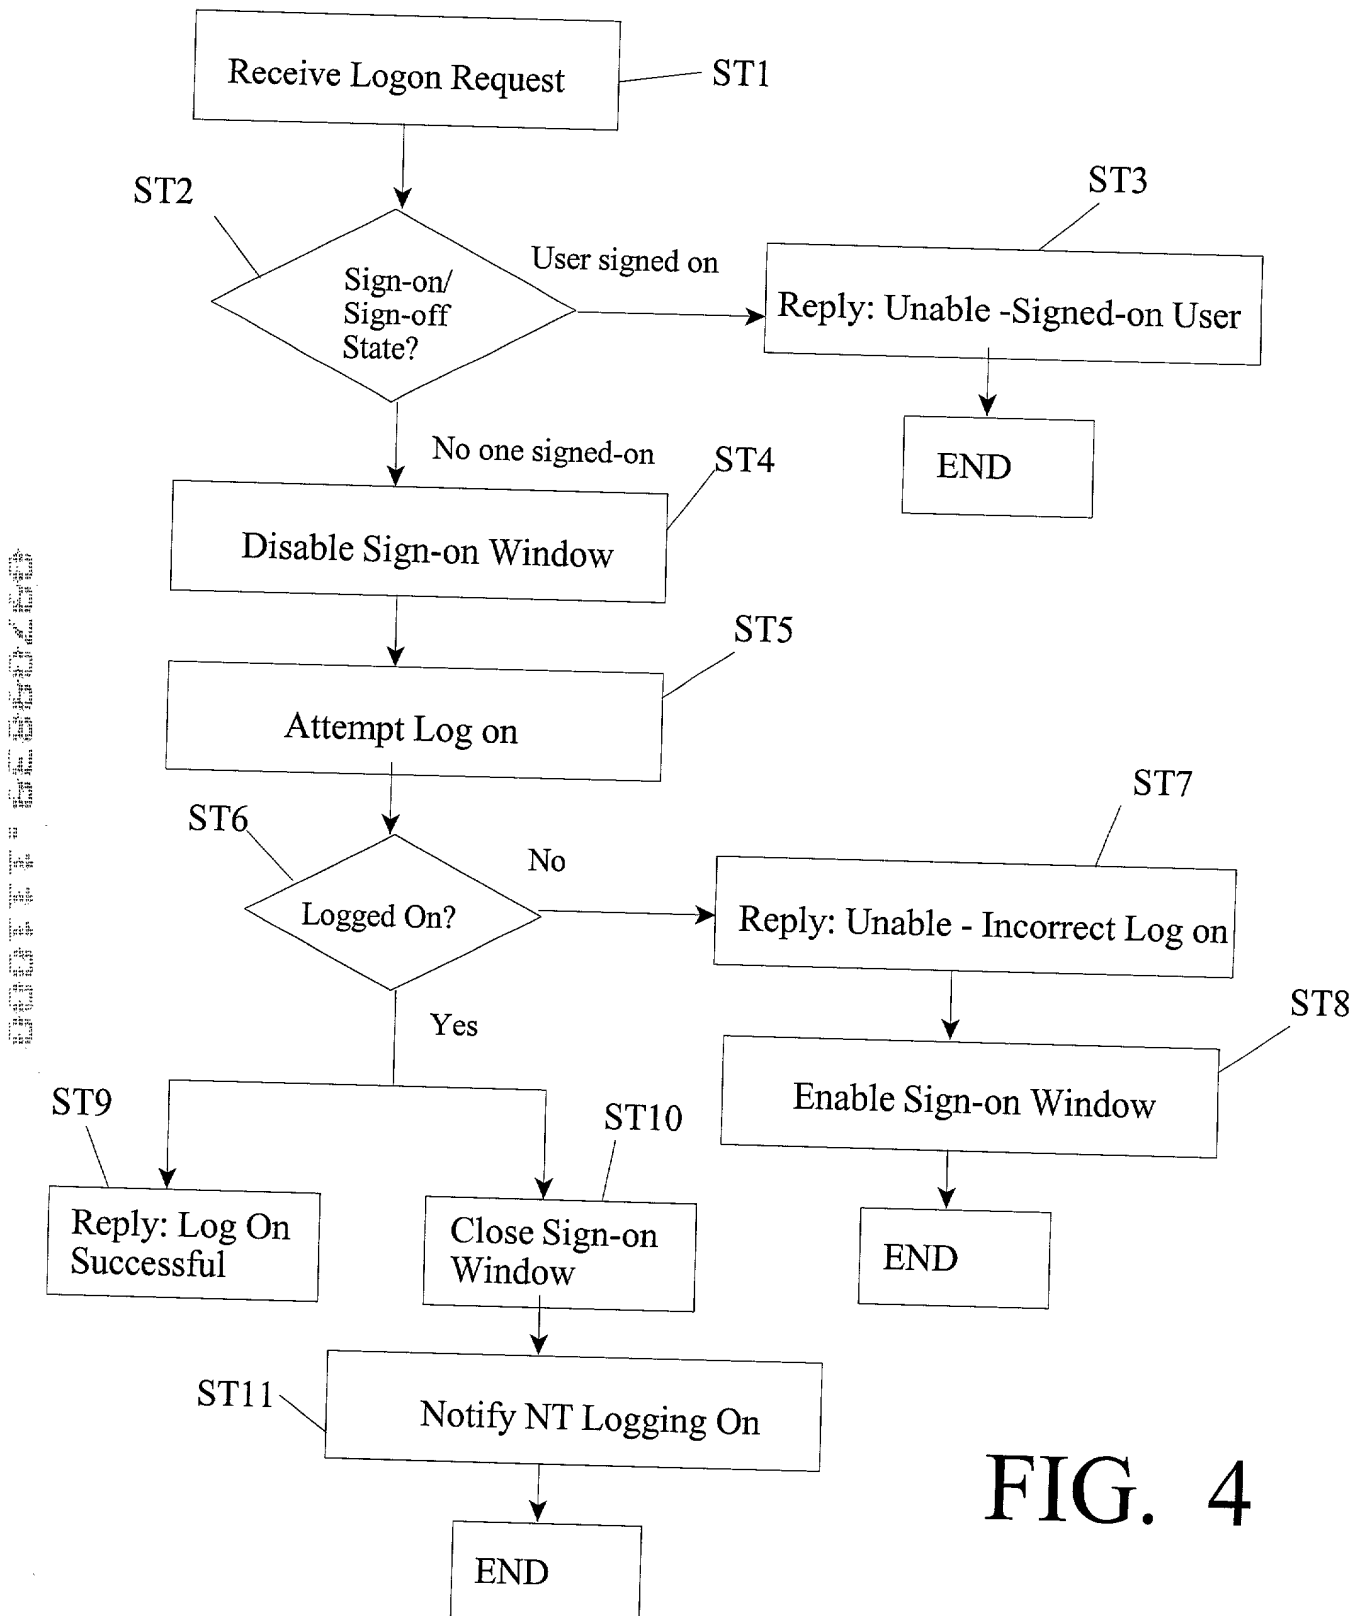 Receive Logon Request
ST1
ST2
ST3
Sign-on/
Sign-off
State?
User signed on
Reply: Unable -Signed-on User
END
No one signed-on
ST4
Disable Sign-on Window
ST5
Attempt Log on
ST6
Logged On?
No
ST7
Reply: Unable - Incorrect Log on
ST8
Enable Sign-on Window
END
Yes
ST9
Reply: Log On
Successful
ST10
Close Sign-on
Window
ST11
Notify NT Logging On
END
FIG. 4